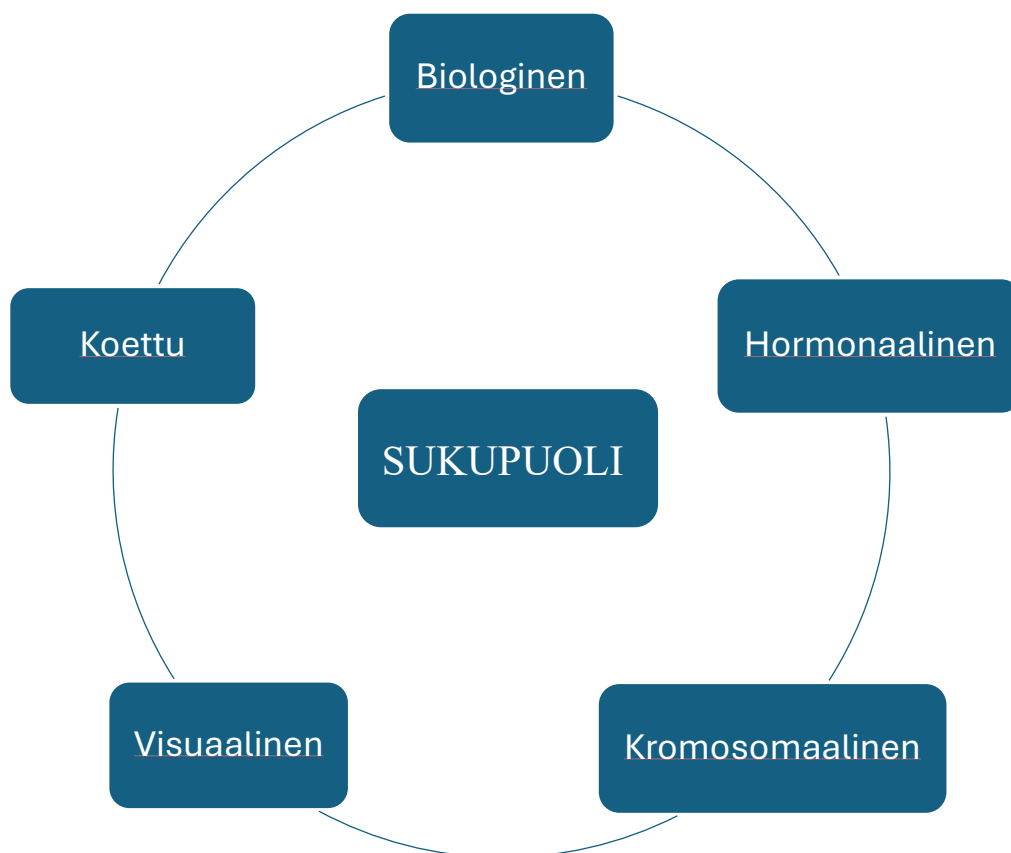 Biologinen
Koettu
Hormonaalinen
SUKUPUOLI
Visuaalinen
Kromosomaalinen